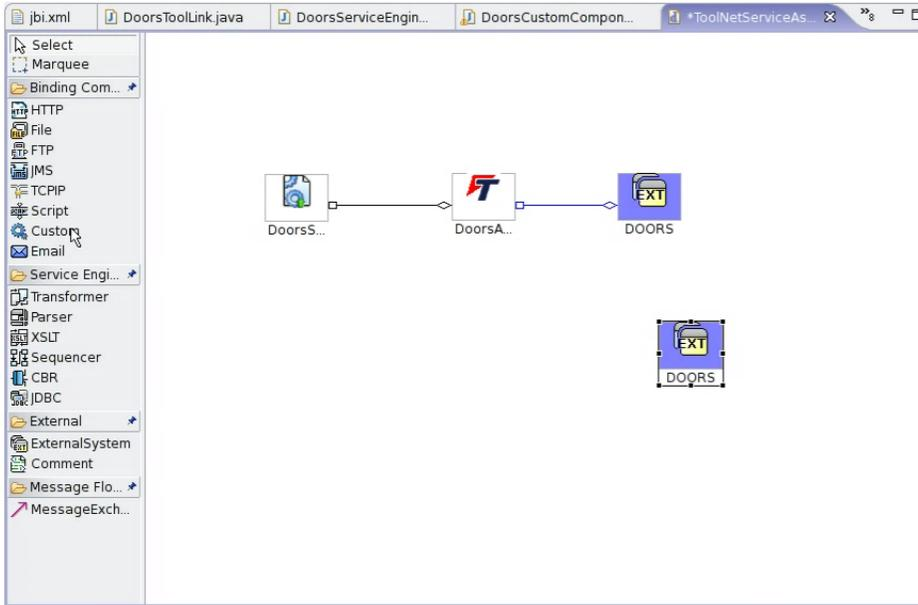 jbi.xml
DoorsToolLink.java
DoorsServiceEngin...
DoorsCustomCompon...
*ToolNetServiceAs...
»8
Select
Marquee
Binding Com...
HTTP
File
FTP
JMS
TCPIP
Script
Custom
Email
Service Engi...
Transformer
Parser
XSLT
Sequencer
CBR
JDBC
External
ExternalSystem
Comment
Message Flo...
MessageExch...
DoorsS...
T
DoorsA...
EXT
DOORS
EXT
DOORS